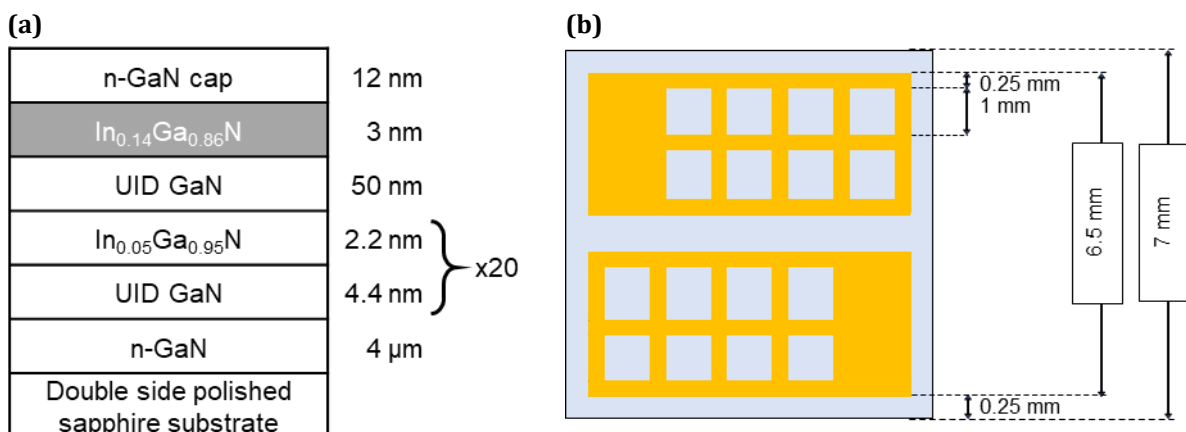 (a)
n-GaN cap 12 nm
In0.14Ga0.86N 3 nm
UID GaN 50 nm
In0.05Ga0.95N 2.2 nm
x20
UID GaN 4.4 nm
n-GaN 4 μm
Double side polished
sapphire substrate
(b)
0.25 mm
1 mm
6.5 mm
7 mm
0.25 mm